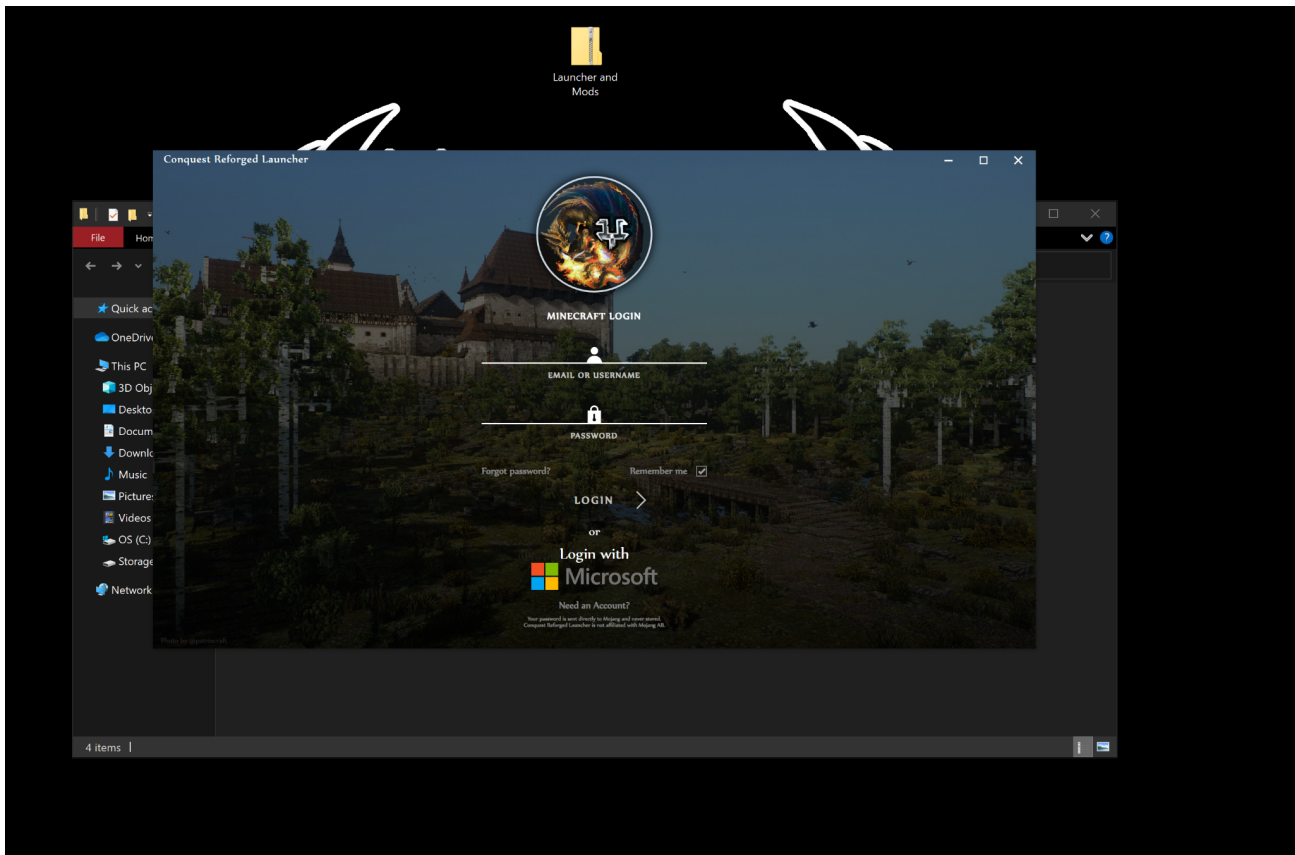 Launcher and
Mods
Conquest Reforged Launcher
File
Hom
Quick ac
OneDrive
This PC
3D Obj
Deskto
Docum
Downlo
Music
Pictures
Videos
OS (C:)
Storage
Network
MINECRAFT LOGIN
EMAIL OR USERNAME
PASSWORD
Forgot password?
Remember me
LOGIN
or
Login with
Microsoft
Need an Account?
Your password is sent directly to Mojang and never stored.
Conquest Reforged Launcher is not affiliated with Mojang AB.
4 items